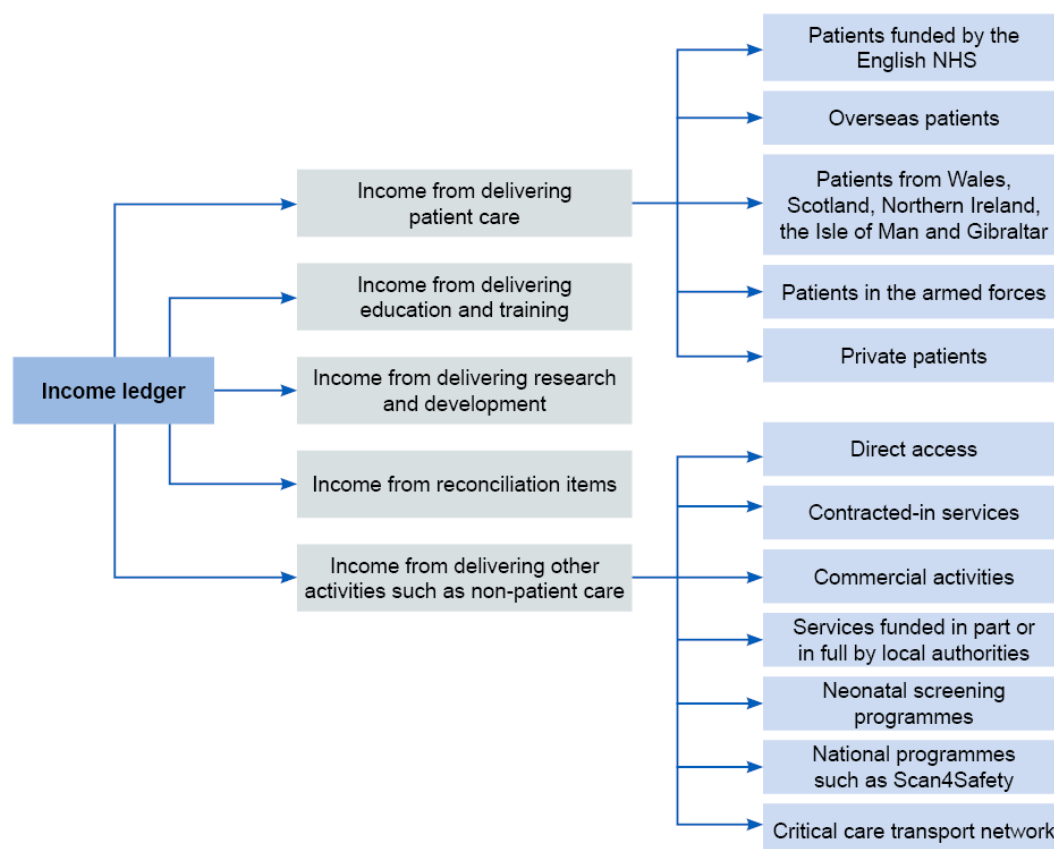 Income ledger
Income from delivering
patient care
Income from delivering
education and training
Income from delivering research
and development
Income from reconciliation items
Income from delivering other
activities such as non-patient care
Patients funded by the
English NHS
Overseas patients
Patients from Wales,
Scotland, Northern Ireland,
the Isle of Man and Gibraltar
Patients in the armed forces
Private patients
Direct access
Contracted-in services
Commercial activities
Services funded in part or
in full by local authorities
Neonatal screening
programmes
National programmes
such as Scan4Safety
Critical care transport network